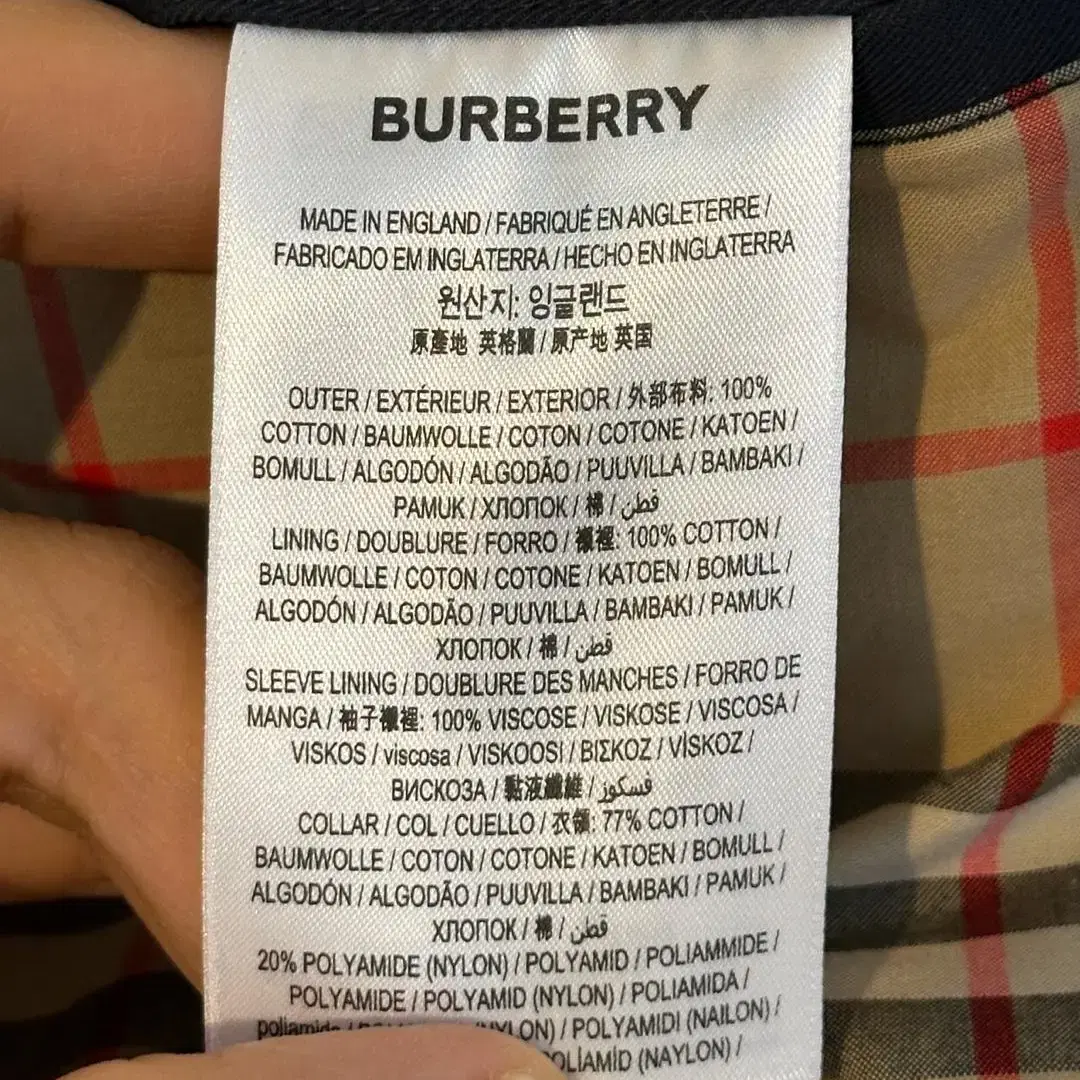 BURBERRY
MADE IN ENGLAND / FABRIQUÉ EN ANGLETERRE /
FABRICADO EM INGLATERRA / HECHO EN INGLATERRA
원산지: 잉글랜드
原產地 英格蘭 / 原产地 英国
OUTER / EXTÉRIEUR / EXTERIOR / 外部布料: 100%
COTTON / BAUMWOLLE / COTON / COTONE / KATOEN /
BOMULL / ALGODÓN / ALGODÃO / PUUVILLA / BAMBAKI /
PAMUK / ХЛОПОК / 棉 / قطن
LINING / DOUBLURE / FORRO / 襯裡: 100% COTTON /
BAUMWOLLE / COTON / COTONE / KATOEN / BOMULL /
ALGODÓN / ALGODÃO / PUUVILLA / BAMBAKI / PAMUK /
ХЛОПОК / 棉 / قطن
SLEEVE LINING / DOUBLURE DES MANCHES / FORRO DE
MANGA / 袖子襯裡: 100% VISCOSE / VISKOSE / VISCOSA /
VISKOS / viscosa / VISKOOSI / ΒΙΣΚΟΖ / VİSKOZ /
ВИСКОЗА / 黏液纖維 / فسكوز
COLLAR / COL / CUELLO / 衣領: 77% COTTON /
BAUMWOLLE / COTON / COTONE / KATOEN / BOMULL /
ALGODÓN / ALGODÃO / PUUVILLA / BAMBAKI / PAMUK /
ХЛОПОК / 棉 / قطن
20% POLYAMIDE (NYLON) / POLYAMID / POLIAMMIDE /
POLYAMIDE / POLYAMID (NYLON) / POLIAMIDA /
poliamida / POLYAMIDI (NAILON) /
(NAYLON) /